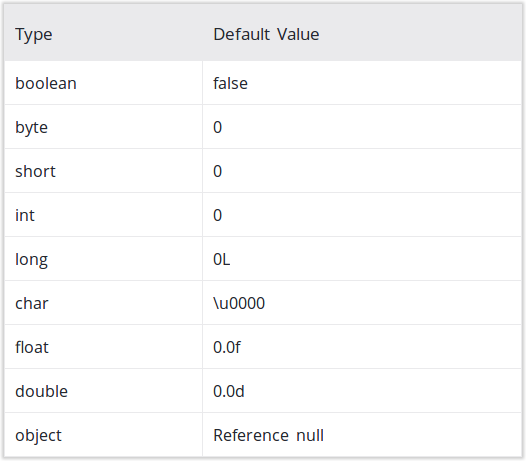 Type Default Value
boolean false
byte 0
short 0
int 0
long 0L
char \u0000
float 0.0f
double 0.0d
object Reference null